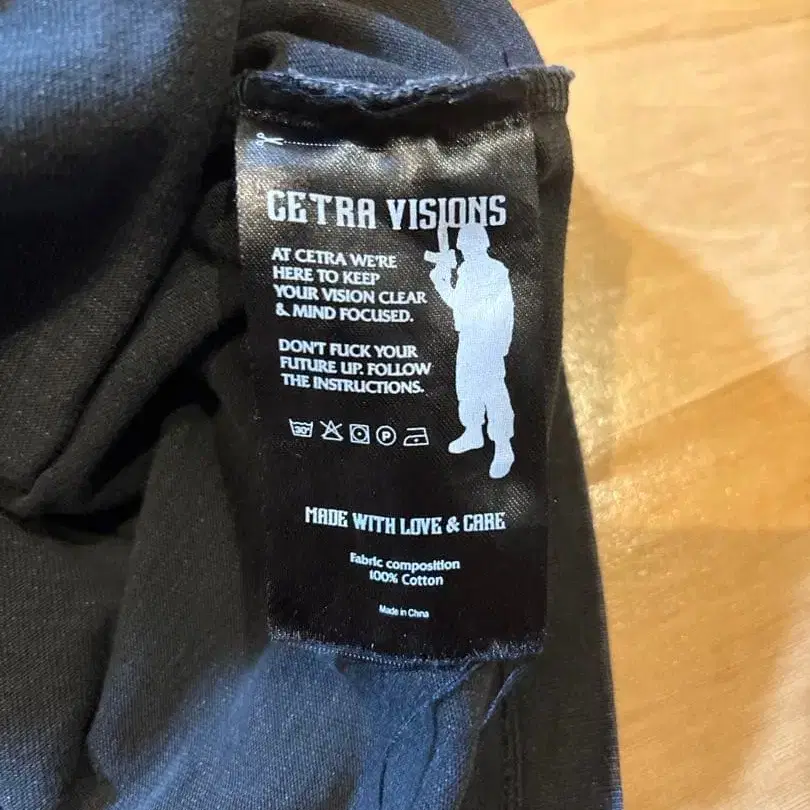 CETRA VISIONS
AT CETRA WE'RE
HERE TO KEEP
YOUR VISION CLEAR
& MIND FOCUSED.
DON'T FUCK YOUR
FUTURE UP. FOLLOW
THE INSTRUCTIONS.
30°
P
MADE WITH LOVE & CARE
Fabric composition
100% Cotton
Made in China